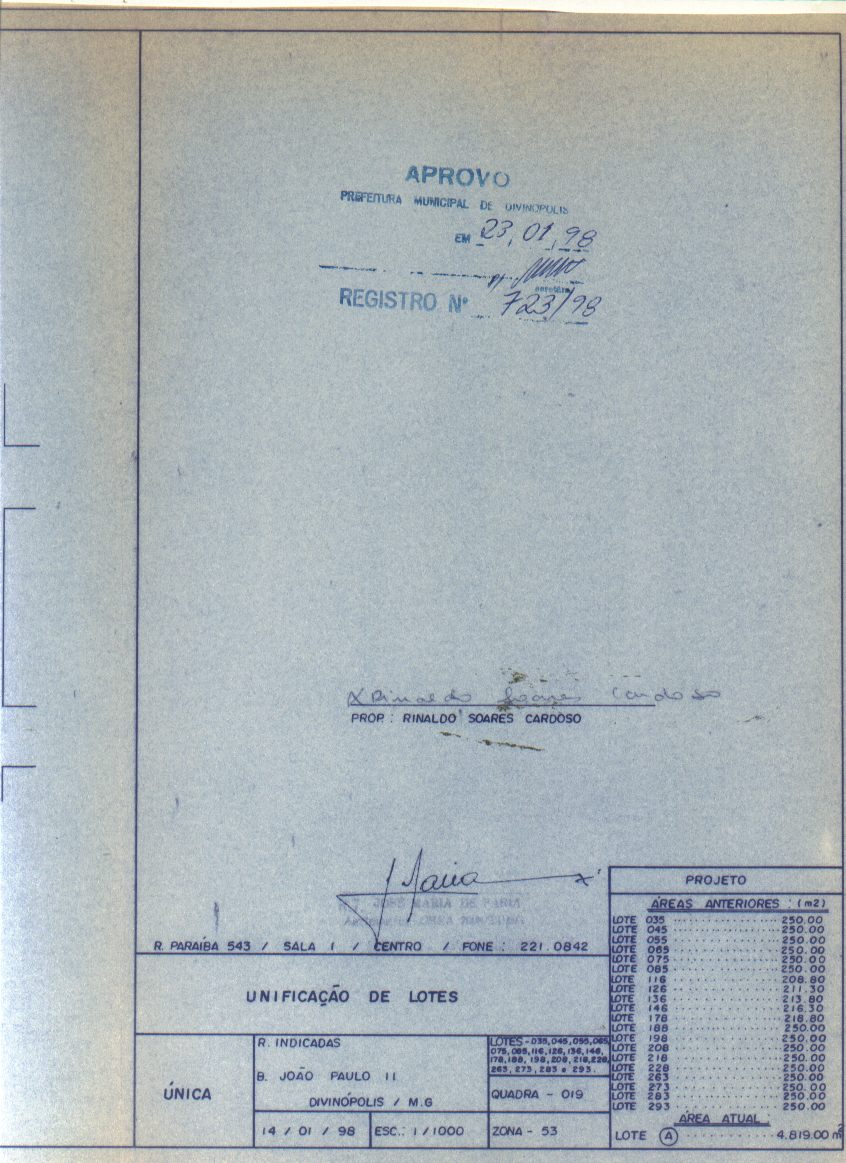 APROVO
PREFEITURA MUNICIPAL DE DIVINÓPOLIS
EM 23, 01, 98
REGISTRO Nº 723/98
X Rinaldo Soares Cardoso
PROP.: RINALDO SOARES CARDOSO
Maria
JOSÉ MARIA DE FARIA
R. PARAÍBA 543 / SALA 1 / CENTRO / FONE : 221.0842
UNIFICAÇÃO DE LOTES
ÚNICA
R. INDICADAS
B. JOÃO PAULO II
DIVINÓPOLIS / M.G
14 / 01 / 98
ESC.: 1/1000
LOTES - 035,045,055,065,
075,085,116,126,136,146,
178,188,198,208,218,228,
263, 273, 283 e 293.
QUADRA - 019
ZONA - 53
PROJETO
ÁREAS ANTERIORES : (m2)
LOTE 035 250.00
LOTE 045 250.00
LOTE 055 250.00
LOTE 065 250.00
LOTE 075 250.00
LOTE 085 250.00
LOTE 116 208.80
LOTE 126 211.30
LOTE 136 213.80
LOTE 146 216.30
LOTE 178 218.80
LOTE 188 250.00
LOTE 198 250.00
LOTE 208 250.00
LOTE 218 250.00
LOTE 228 250.00
LOTE 263 250.00
LOTE 273 250.00
LOTE 283 250.00
LOTE 293 250.00
ÁREA ATUAL
LOTE A 4.819.00 m2